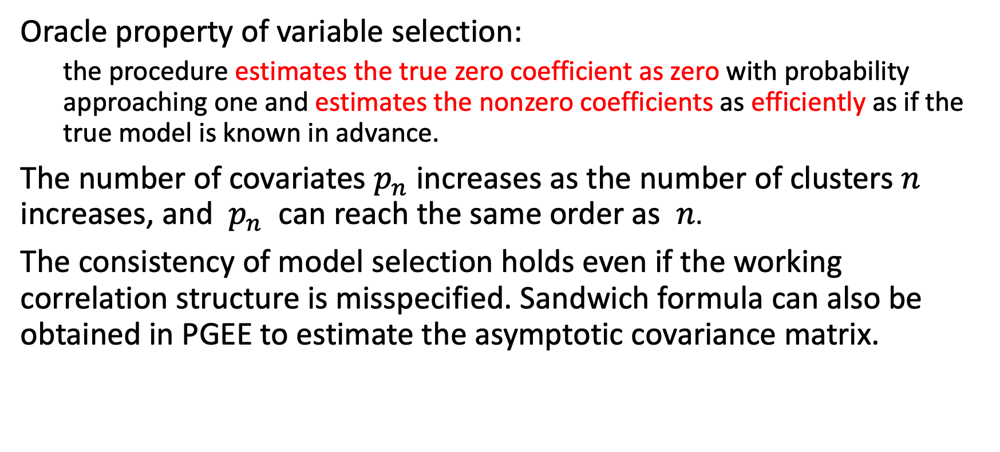 Oracle property of variable selection:
the procedure estimates the true zero coefficient as zero with probability
approaching one and estimates the nonzero coefficients as efficiently as if the
true model is known in advance.
The number of covariates pₙ increases as the number of clusters n
increases, and pₙ can reach the same order as n.
The consistency of model selection holds even if the working
correlation structure is misspecified. Sandwich formula can also be
obtained in PGEE to estimate the asymptotic covariance matrix.